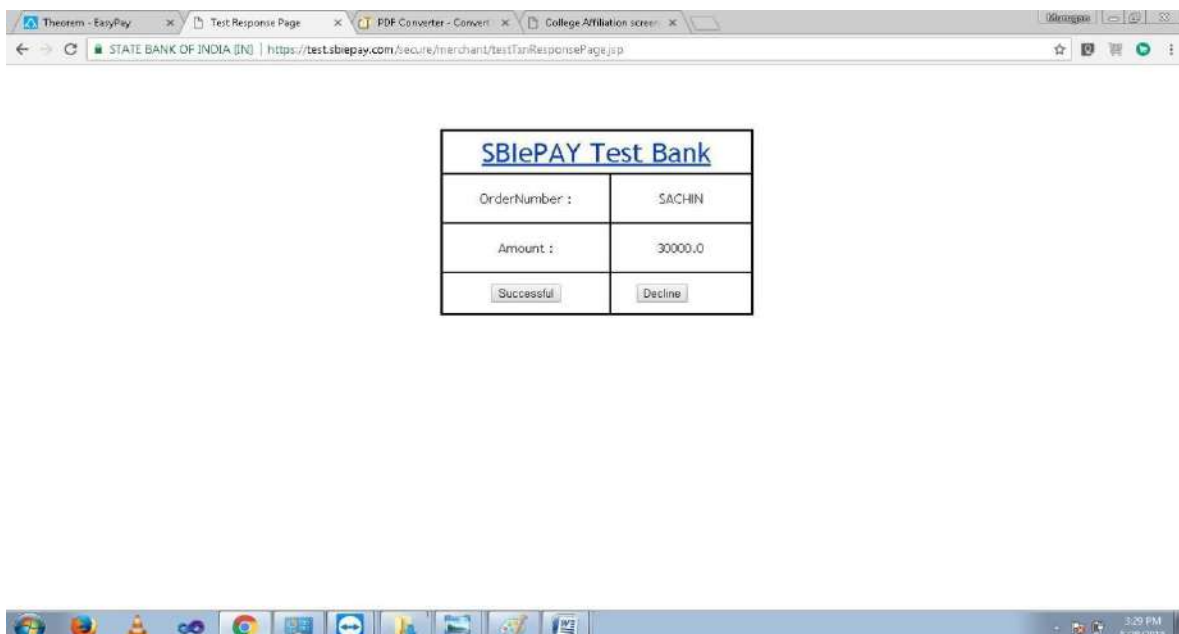 Theorem - EasyPay
Test Response Page
PDF Converter - Convert
College Affiliation screen
STATE BANK OF INDIA [IN] | https://test.sbiepay.com/secure/merchant/testTxnResponsePage.jsp
SBIePAY Test Bank
OrderNumber : SACHIN
Amount : 30000.0
Successful Decline
3:29 PM